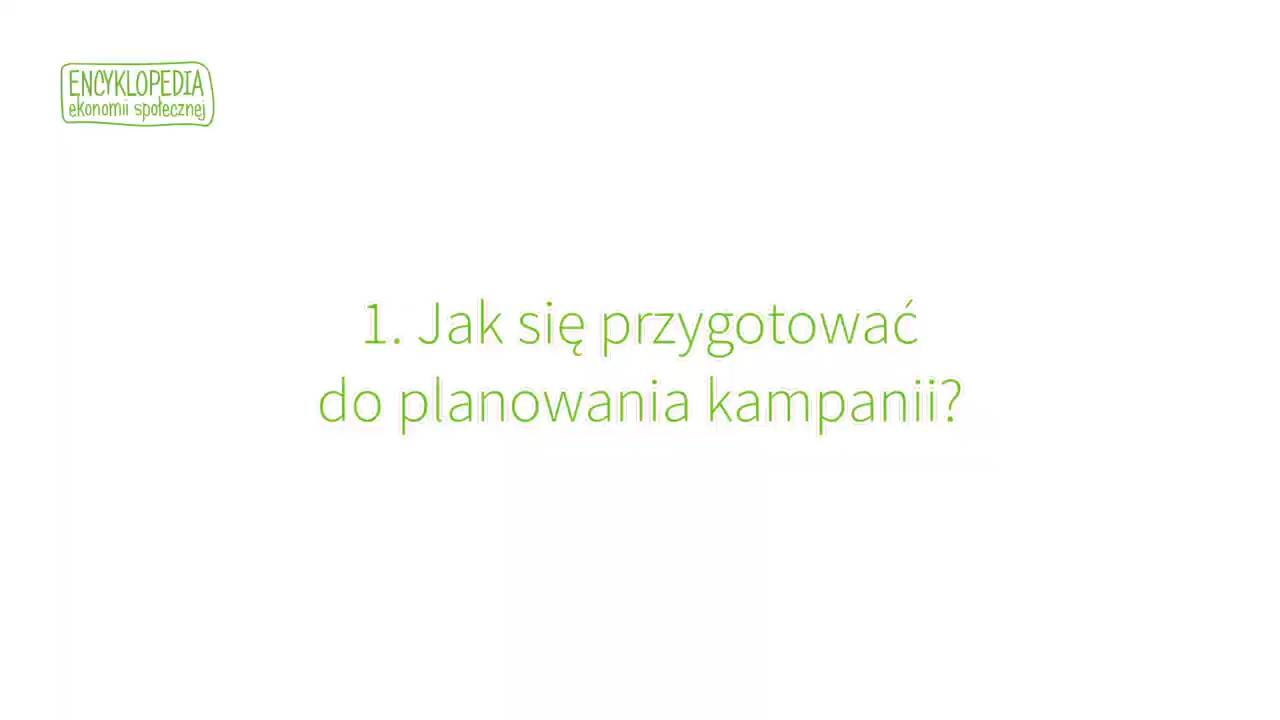 ENCYKLOPEDIA
ekonomii społecznej
1. Jak się przygotować
do planowania kampanii?